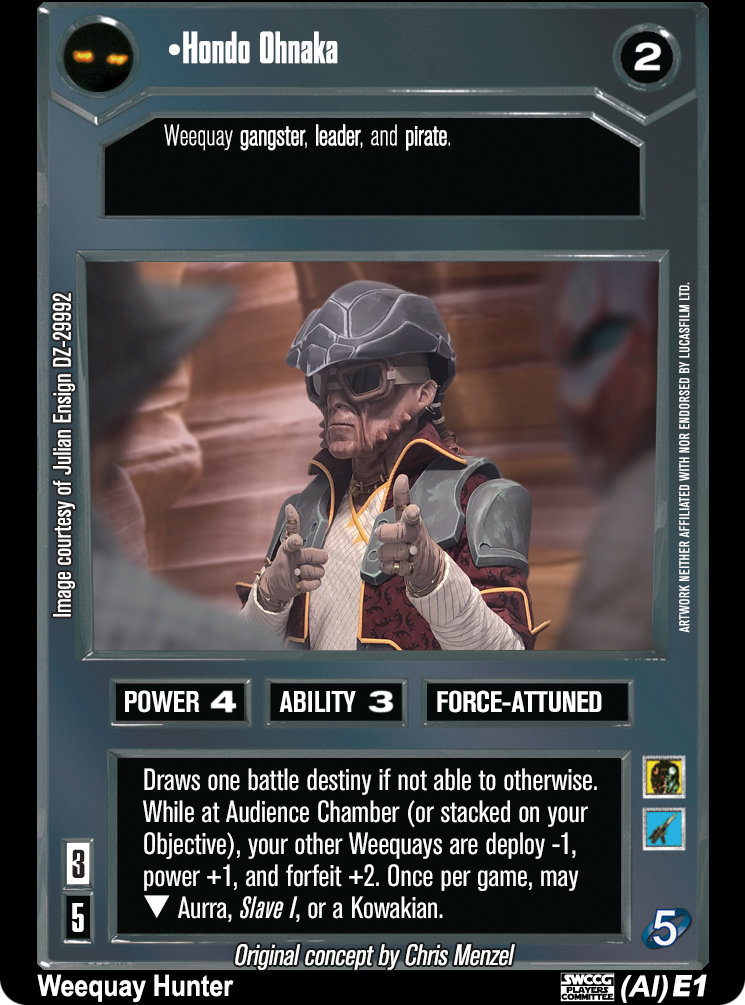 •Hondo Ohnaka
2
Weequay gangster, leader, and pirate.
Image courtesy of Julian Ensign DZ-29992
ARTWORK NEITHER AFFILIATED WITH NOR ENDORSED BY LUCASFILM LTD.
POWER 4
ABILITY 3
FORCE-ATTUNED
Draws one battle destiny if not able to otherwise.
While at Audience Chamber (or stacked on your
Objective), your other Weequays are deploy -1,
power +1, and forfeit +2. Once per game, may
▼ Aurra, Slave I, or a Kowakian.
3
5
5
Original concept by Chris Menzel
Weequay Hunter
SWCCG
PLAYERS
COMMITTEE
(AI) E1